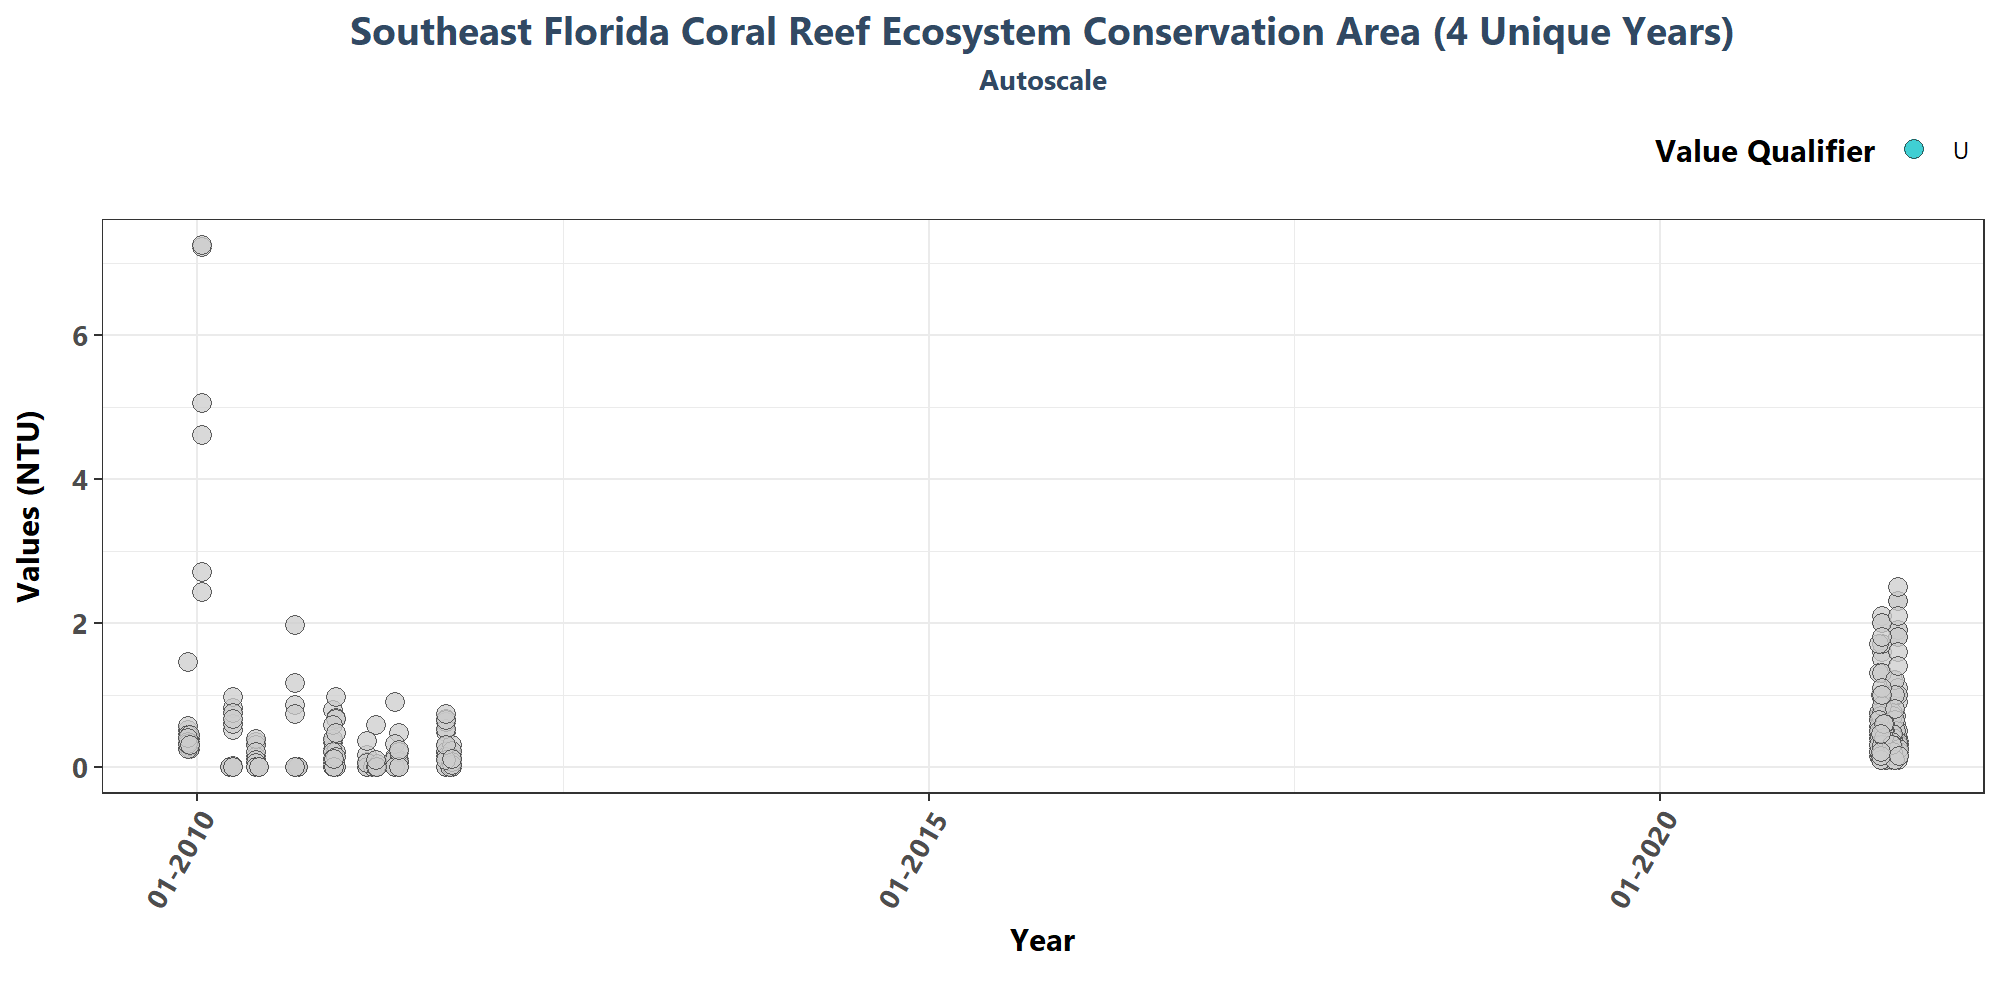 Southeast Florida Coral Reef Ecosystem Conservation Area (4 Unique Years)
Autoscale
Value Qualifier U
Values (NTU)
6
4
2
0
01-2010 01-2015 01-2020
Year